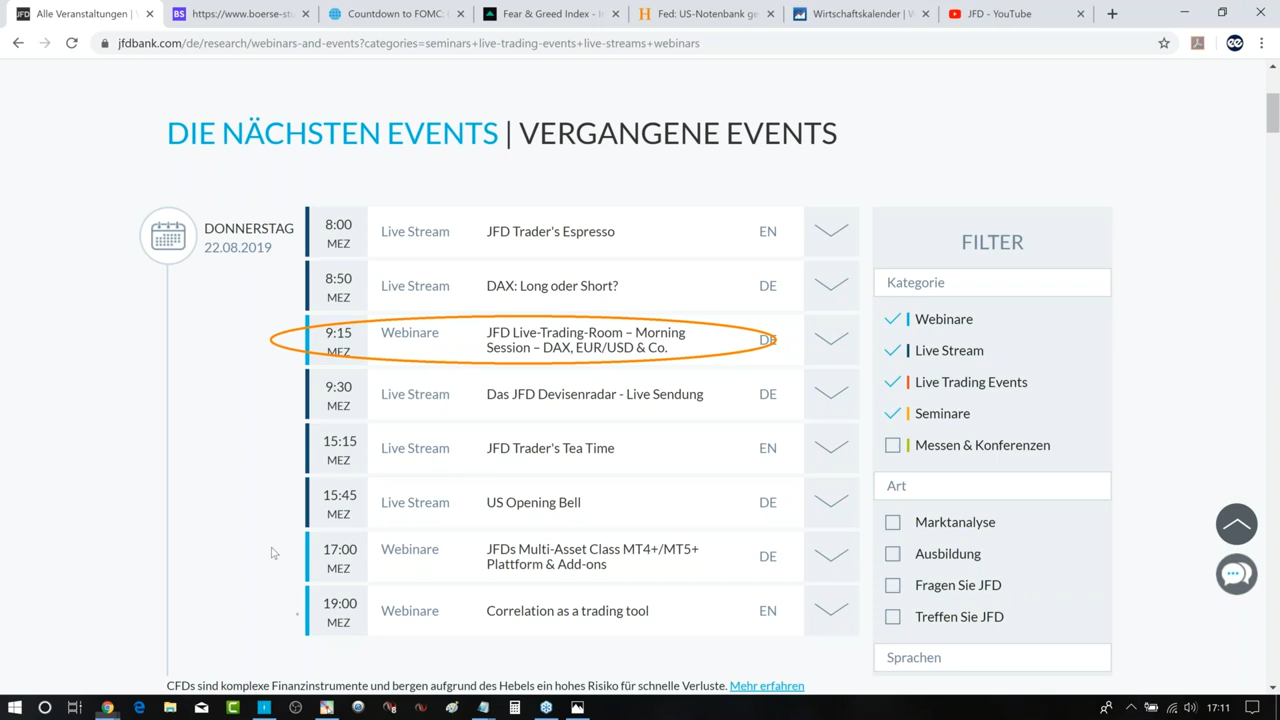 Alle Veranstaltungen |
https://www.boerse-stu
Countdown to FOMC:
Fear & Greed Index - I
Fed: US-Notenbank ge
Wirtschaftskalender |
JFD - YouTube
jfdbank.com/de/research/webinars-and-events?categories=seminars+live-trading-events+live-streams+webinars
DIE NÄCHSTEN EVENTS | VERGANGENE EVENTS
DONNERSTAG
22.08.2019
8:00 MEZ Live Stream JFD Trader's Espresso EN
8:50 MEZ Live Stream DAX: Long oder Short? DE
9:15 MEZ Webinare JFD Live-Trading-Room – Morning
Session – DAX, EUR/USD & Co. DE
9:30 MEZ Live Stream Das JFD Devisenradar - Live Sendung DE
15:15 MEZ Live Stream JFD Trader's Tea Time EN
15:45 MEZ Live Stream US Opening Bell DE
17:00 MEZ Webinare JFDs Multi-Asset Class MT4+/MT5+
Plattform & Add-ons DE
19:00 MEZ Webinare Correlation as a trading tool EN
FILTER
Kategorie
Webinare
Live Stream
Live Trading Events
Seminare
Messen & Konferenzen
Art
Marktanalyse
Ausbildung
Fragen Sie JFD
Treffen Sie JFD
Sprachen
CFDs sind komplexe Finanzinstrumente und bergen aufgrund des Hebels ein hohes Risiko für schnelle Verluste. Mehr erfahren
17:11